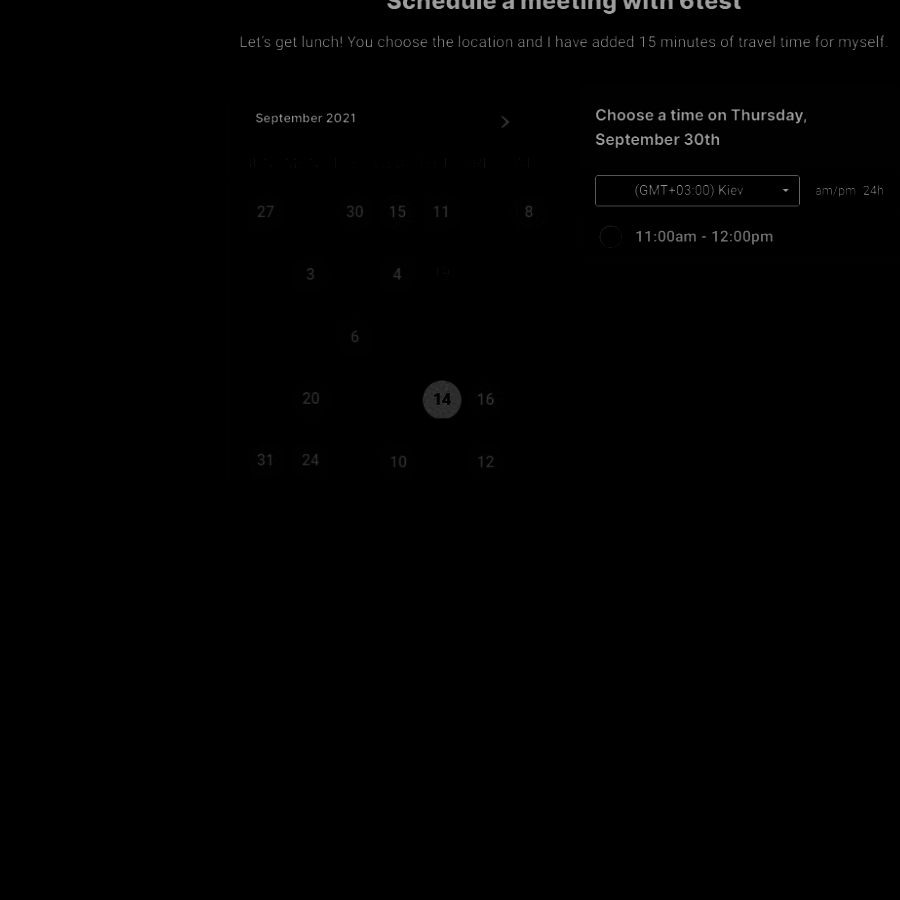 Schedule a meeting with 6test
Let's get lunch! You choose the location and I have added 15 minutes of travel time for myself.
September 2021
Choose a time on Thursday,
September 30th
(GMT+03:00) Kiev am/pm 24h
11:00am - 12:00pm
27 30 15 11 8
3 4
6
20 14 16
31 24 10 12